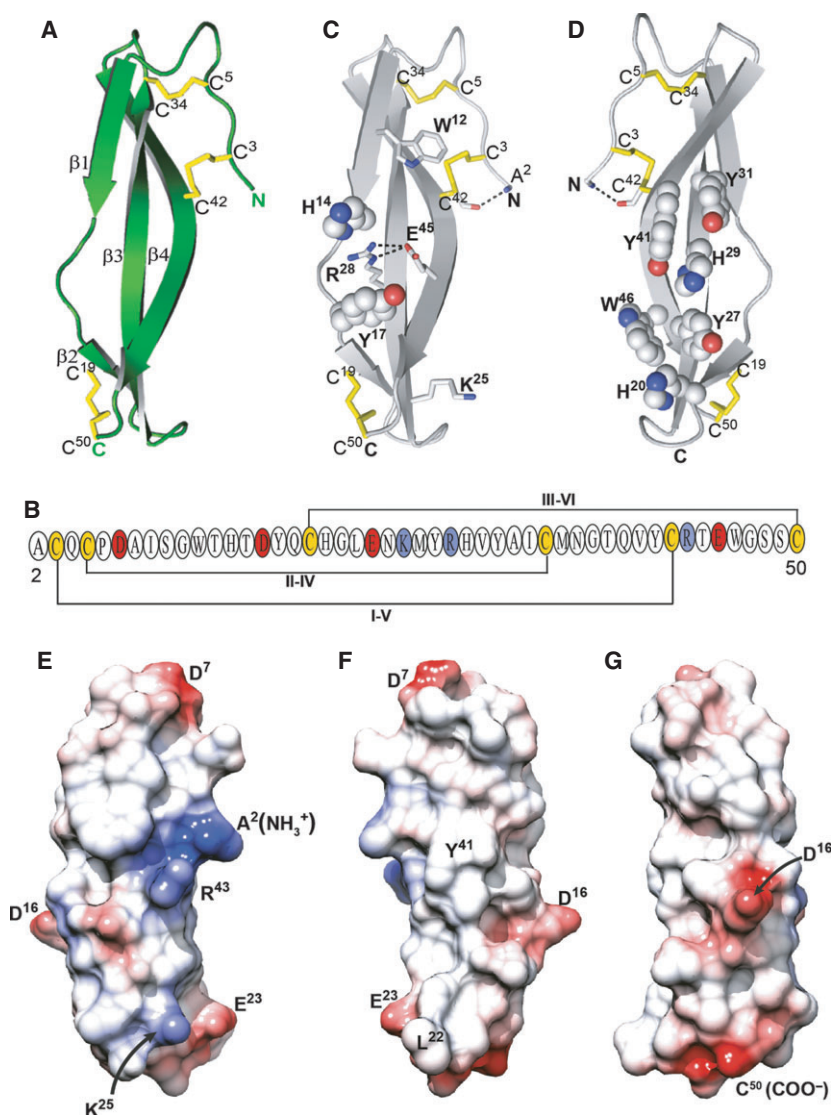 A
C
D
C³⁴
C⁵
β1
C³
C⁴²
N
β3
β4
β2
C¹⁹
C⁵⁰
C
C³⁴
C⁵
W¹²
C³
A²
C⁴²
N
H¹⁴
E⁴⁵
R²⁸
Y¹⁷
C¹⁹
K²⁵
C⁵⁰
C
C⁵
C³⁴
C³
N
C⁴²
Y³¹
Y⁴¹
H²⁹
W⁴⁶
Y²⁷
C¹⁹
H²⁰
C⁵⁰
C
B
III-VI
A C Q C P D A I S G W T H T D Y Q C H G L E N K M Y R H V Y A I C M N G T Q V Y C R T E W G S S C
2
50
II-IV
I-V
E
F
G
D⁷
D⁷
A²(NH₃⁺)
Y⁴¹
D¹⁶
R⁴³
D¹⁶
D¹⁶
E²³
E²³
L²²
K²⁵
C⁵⁰ (COO⁻)